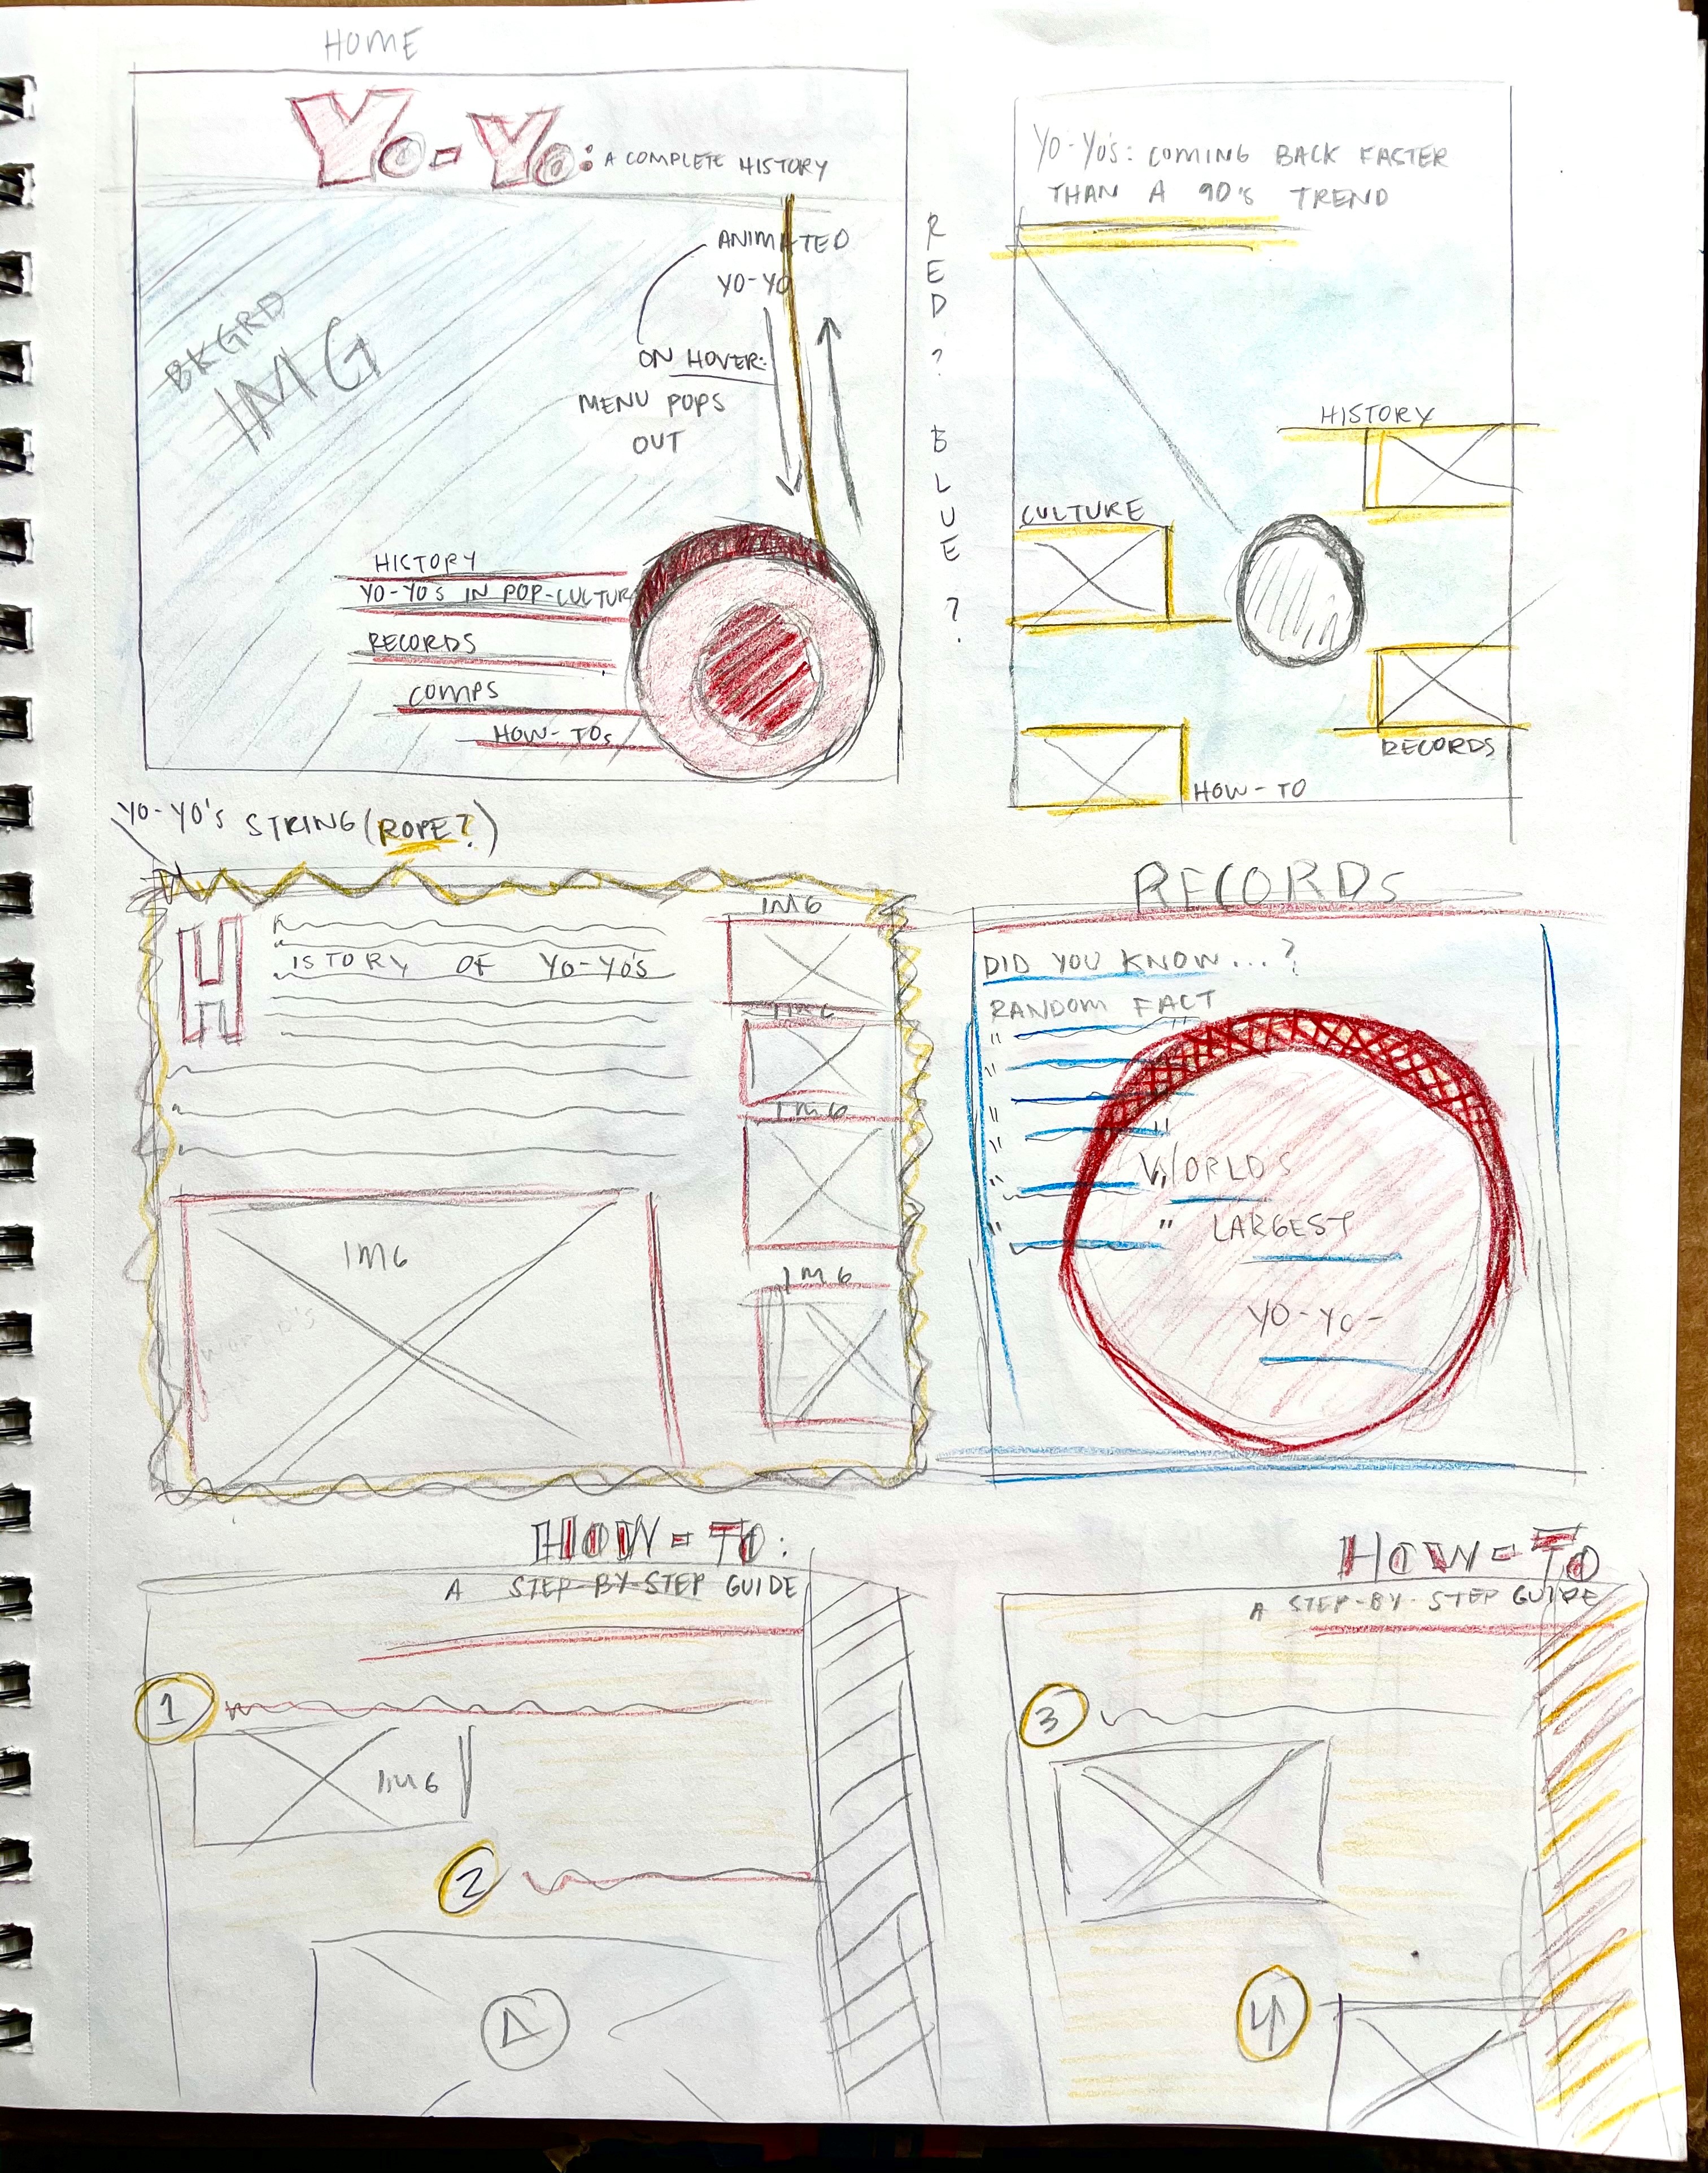 HOME
YO-YO: A COMPLETE HISTORY
ANIMATED
YO-YO
ON HOVER:
MENU POPS
OUT
BKGRD
IMG
HISTORY
YO-YO'S IN POP-CULTUR
RECORDS
COMPS
HOW-TOs
RED? BLUE?
YO-YO'S: COMING BACK FASTER
THAN A 90's TREND
HISTORY
CULTURE
RECORDS
HOW-TO
YO-YO'S STRING (ROPE?)
H
ISTORY OF YO-YO'S
IMG
IMG
IMG
IMG
IMG
RECORDS
DID YOU KNOW...?
RANDOM FACT
"
"
"
"
"
"
"
"
WORLDS
LARGEST
YO-YO-
HOW-TO:
A STEP-BY-STEP GUIDE
1
IMG
2
HOW-TO
A STEP-BY-STEP GUIDE
3
4